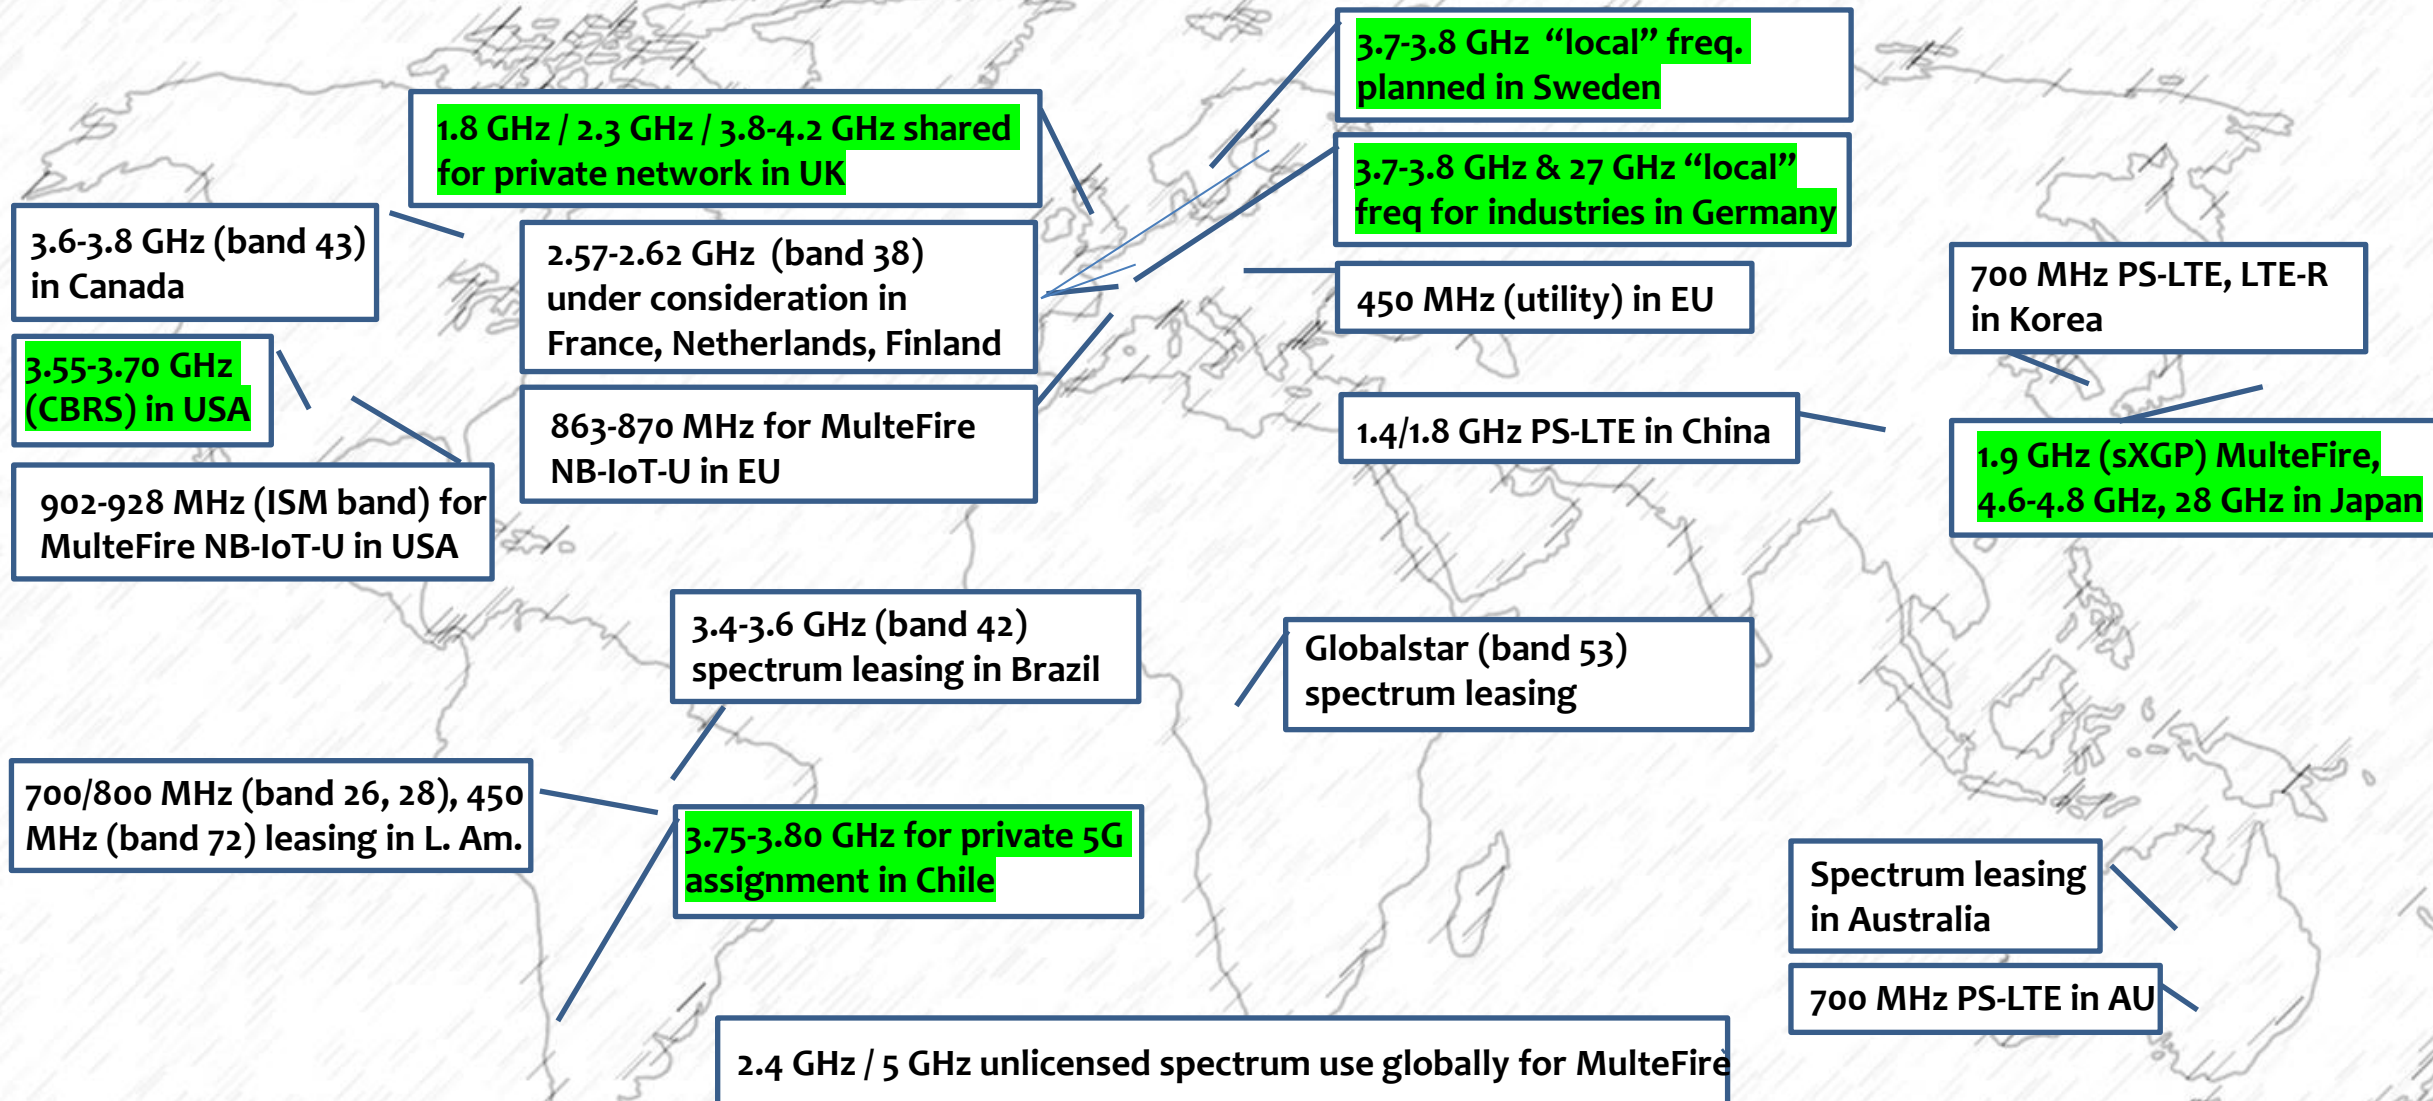 3.7-3.8 GHz “local” freq.
planned in Sweden
1.8 GHz / 2.3 GHz / 3.8-4.2 GHz shared
for private network in UK
3.7-3.8 GHz & 27 GHz “local”
freq for industries in Germany
3.6-3.8 GHz (band 43)
in Canada
2.57-2.62 GHz (band 38)
under consideration in
France, Netherlands, Finland
450 MHz (utility) in EU
700 MHz PS-LTE, LTE-R
in Korea
3.55-3.70 GHz
(CBRS) in USA
863-870 MHz for MulteFire
NB-IoT-U in EU
1.4/1.8 GHz PS-LTE in China
1.9 GHz (sXGP) MulteFire,
4.6-4.8 GHz, 28 GHz in Japan
902-928 MHz (ISM band) for
MulteFire NB-IoT-U in USA
3.4-3.6 GHz (band 42)
spectrum leasing in Brazil
Globalstar (band 53)
spectrum leasing
700/800 MHz (band 26, 28), 450
MHz (band 72) leasing in L. Am.
3.75-3.80 GHz for private 5G
assignment in Chile
Spectrum leasing
in Australia
700 MHz PS-LTE in AU
2.4 GHz / 5 GHz unlicensed spectrum use globally for MulteFire